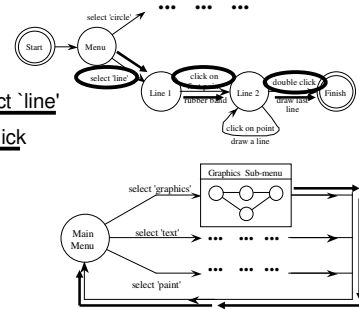 select 'circle'
Start
Menu
select 'line'
click on
first point
rubber band
double click
draw last
line
Line 1
Line 2
Finish
ct `line'
ick
click on point
draw a line
Graphics Sub-menu
select 'graphics'
Main
Menu
select 'text'
select 'paint'